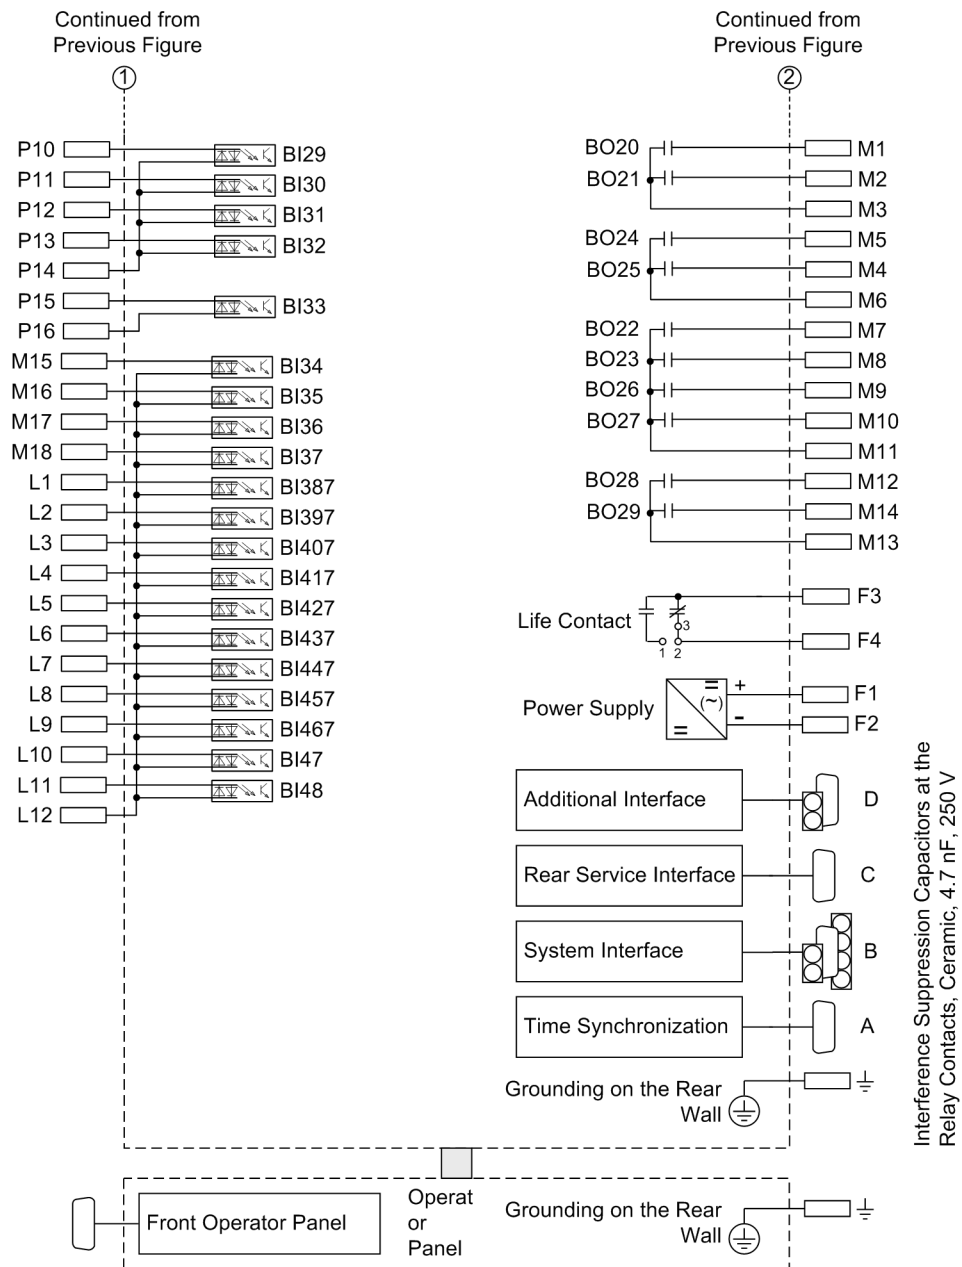 Continued from
Previous Figure
1
Continued from
Previous Figure
2
P10
BI29
P11
BI30
P12
BI31
P13
BI32
P14
P15
BI33
P16
M15
BI34
M16
BI35
M17
BI36
M18
BI37
L1
BI387
L2
BI397
L3
BI407
L4
BI417
L5
BI427
L6
BI437
L7
BI447
L8
BI457
L9
BI467
L10
BI47
L11
BI48
L12
BO20
M1
BO21
M2
M3
BO24
M5
BO25
M4
M6
BO22
M7
BO23
M8
BO26
M9
BO27
M10
M11
BO28
M12
BO29
M14
M13
Life Contact
3
1 2
F3
F4
Power Supply
=
(~)
=
+
-
F1
F2
Additional Interface
D
Rear Service Interface
C
System Interface
B
Time Synchronization
A
Grounding on the Rear
Wall
Interference Suppression Capacitors at the
Relay Contacts, Ceramic, 4.7 nF, 250 V
Front Operator Panel
Operat
or
Panel
Grounding on the Rear
Wall